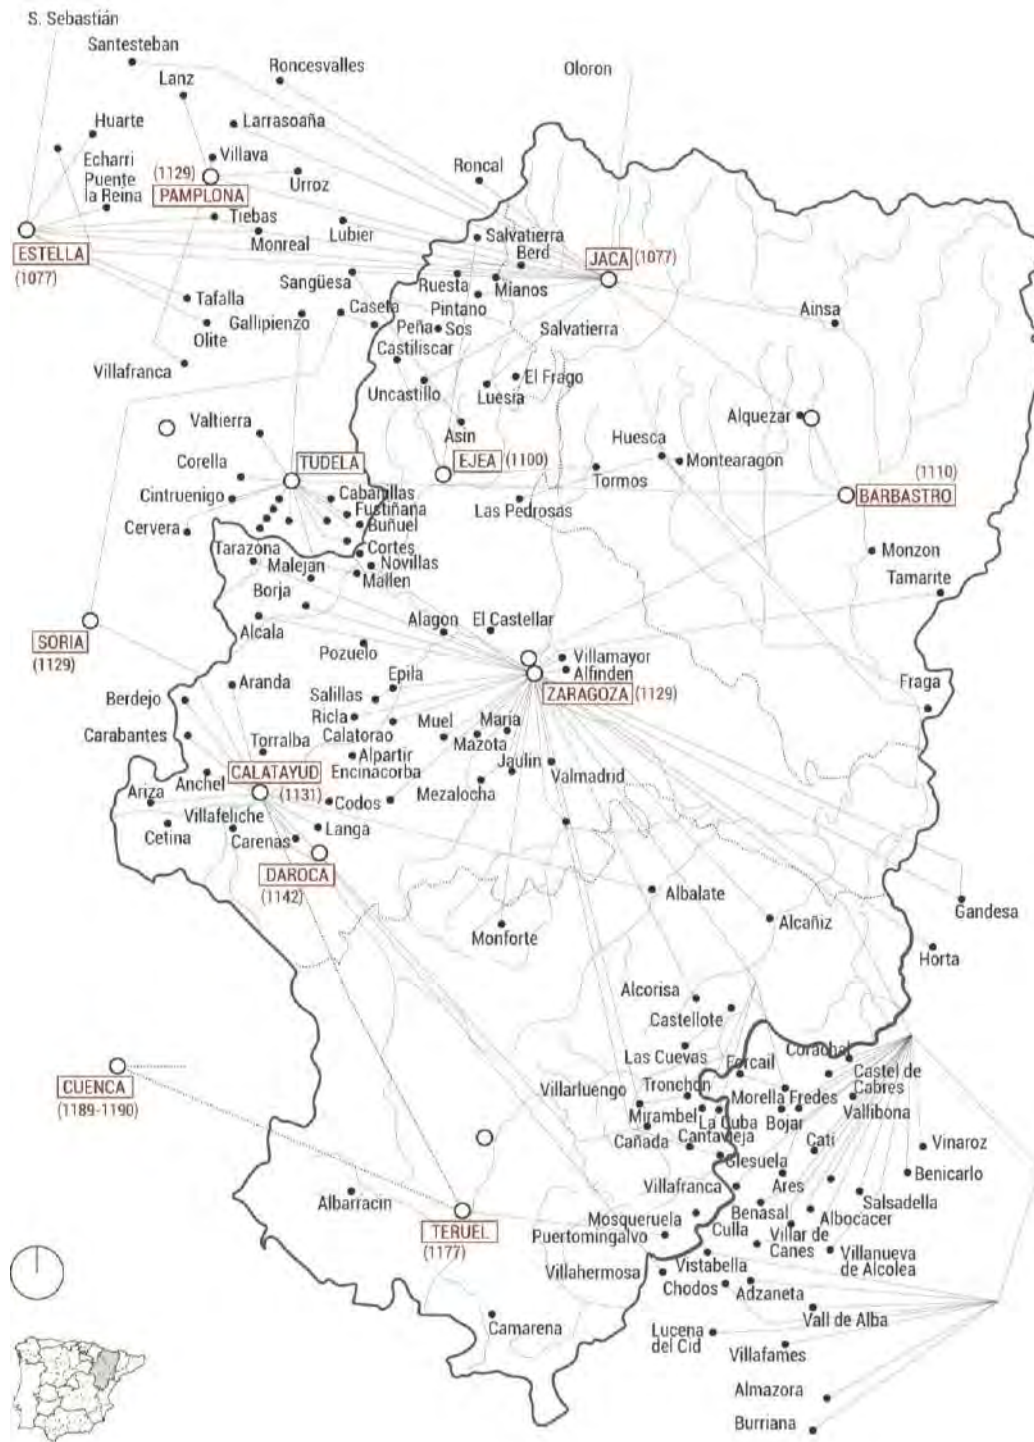 S. Sebastián
Santesteban
Roncesvalles
Oloron
Lanz
Huarte
Larrasoaña
Echarri
Villava
Roncal
Puente
la Reina
(1129)
PAMPLONA
Urroz
Tiebas
Monreal
Lubier
Salvatierra
Berd
JACA (1077)
ESTELLA
(1077)
Sangüesa
Ruesta
Mianos
Caseta
Pintano
Ainsa
Tafalla
Gallipienzo
Olite
Peña
Sos
Salvatierra
Castiliscar
Villafranca
El Frago
Uncastillo
Luesia
Alquezar
Valtierra
Asin
Huesca
Corella
TUDELA
EJEA (1100)
Montearagon
(1110)
BARBASTRO
Tormos
Cintruenigo
Cabanillas
Fustiñana
Las Pedrosas
Cervera
Buñuel
Tarazona
Cortes
Monzon
Malejan
Novillas
Mallen
Tamarite
Borja
Alagon
El Castellar
SORIA
(1129)
Alcala
Pozuelo
Villamayor
Alfinden
Epila
ZARAGOZA (1129)
Fraga
Berdejo
Aranda
Salillas
Ricla
Muel
Maria
Carabantes
Calatorao
Mazota
Torralba
Alpartir
Jaulin
CALATAYUD
(1131)
Encinacorba
Valmadrid
Ariza
Anchel
Mezalocha
Codos
Cetina
Villafeliche
Langa
Carenas
DAROCA
(1142)
Albalate
Alcañiz
Gandesa
Monforte
Horta
Alcorisa
Castellote
Las Cuevas
Forcail
Corachal
CUENCA
(1189-1190)
Villarluengo
Tronchón
Castel de
Cabres
Morella
Fredes
Vallibona
Mirambel
La Cuba
Bojar
Cañada
Cantavieja
Cati
Vinaroz
Glesuela
Benicarlo
Albarracin
Villafranca
Ares
Salsadella
TERUEL
(1177)
Mosqueruela
Benasal
Albocacer
Puertomingalvo
Culla
Villar de
Canes
Villahermosa
Vistabella
Villanueva
de Alcolea
Chodos
Adzaneta
Camarena
Vall de Alba
Lucena
del Cid
Villafames
Almazora
Burriana